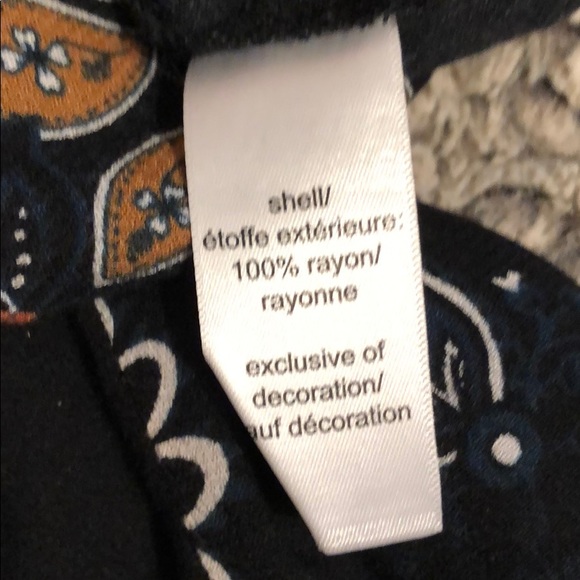 shell/
étoffe extérieure:
100% rayon/
rayonne
exclusive of
decoration/
auf décoration